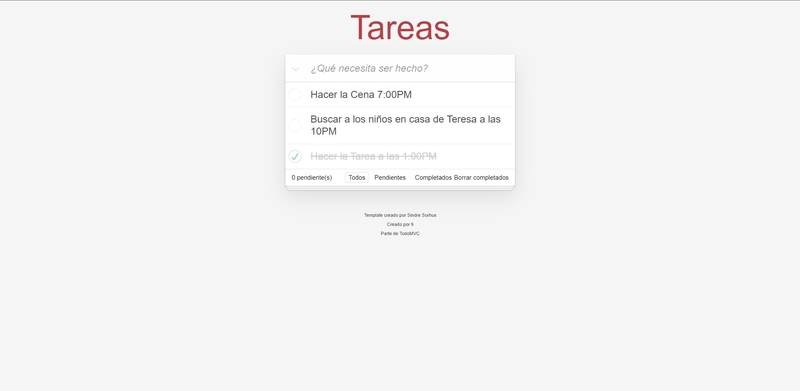 Tareas
¿Qué necesita ser hecho?
Hacer la Cena 7:00PM
Buscar a los niños en casa de Teresa a las
10PM
Hacer la Tarea a las 1:00PM
0 pendiente(s) Todos Pendientes Completados Borrar completados
Template creado por Sindre Sorhus
Creado por ti
Parte de TodoMVC